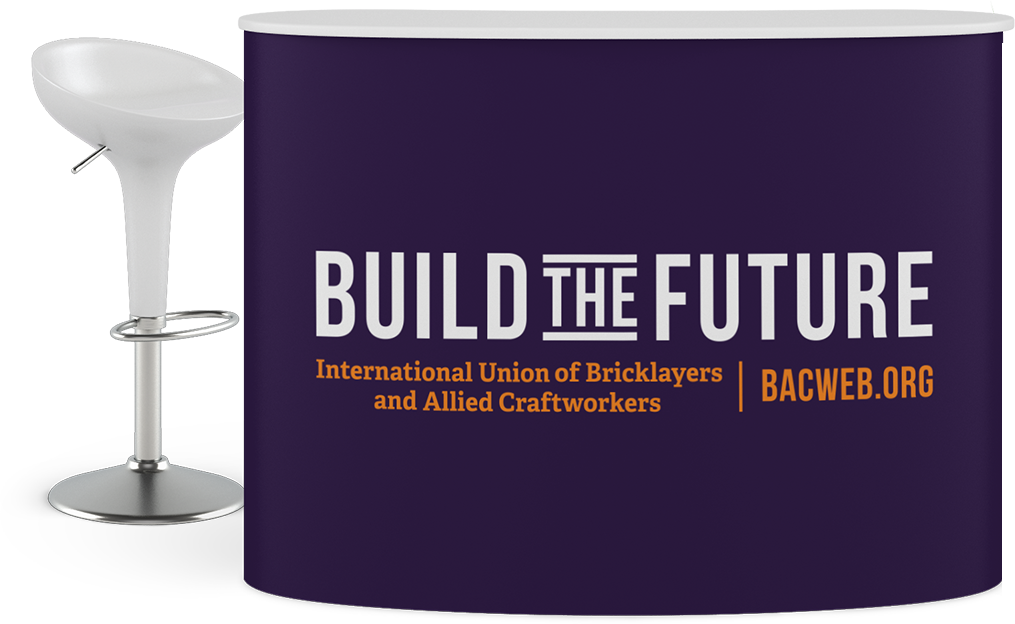 BUILD THE FUTURE
International Union of Bricklayers
and Allied Craftworkers
BACWEB.ORG